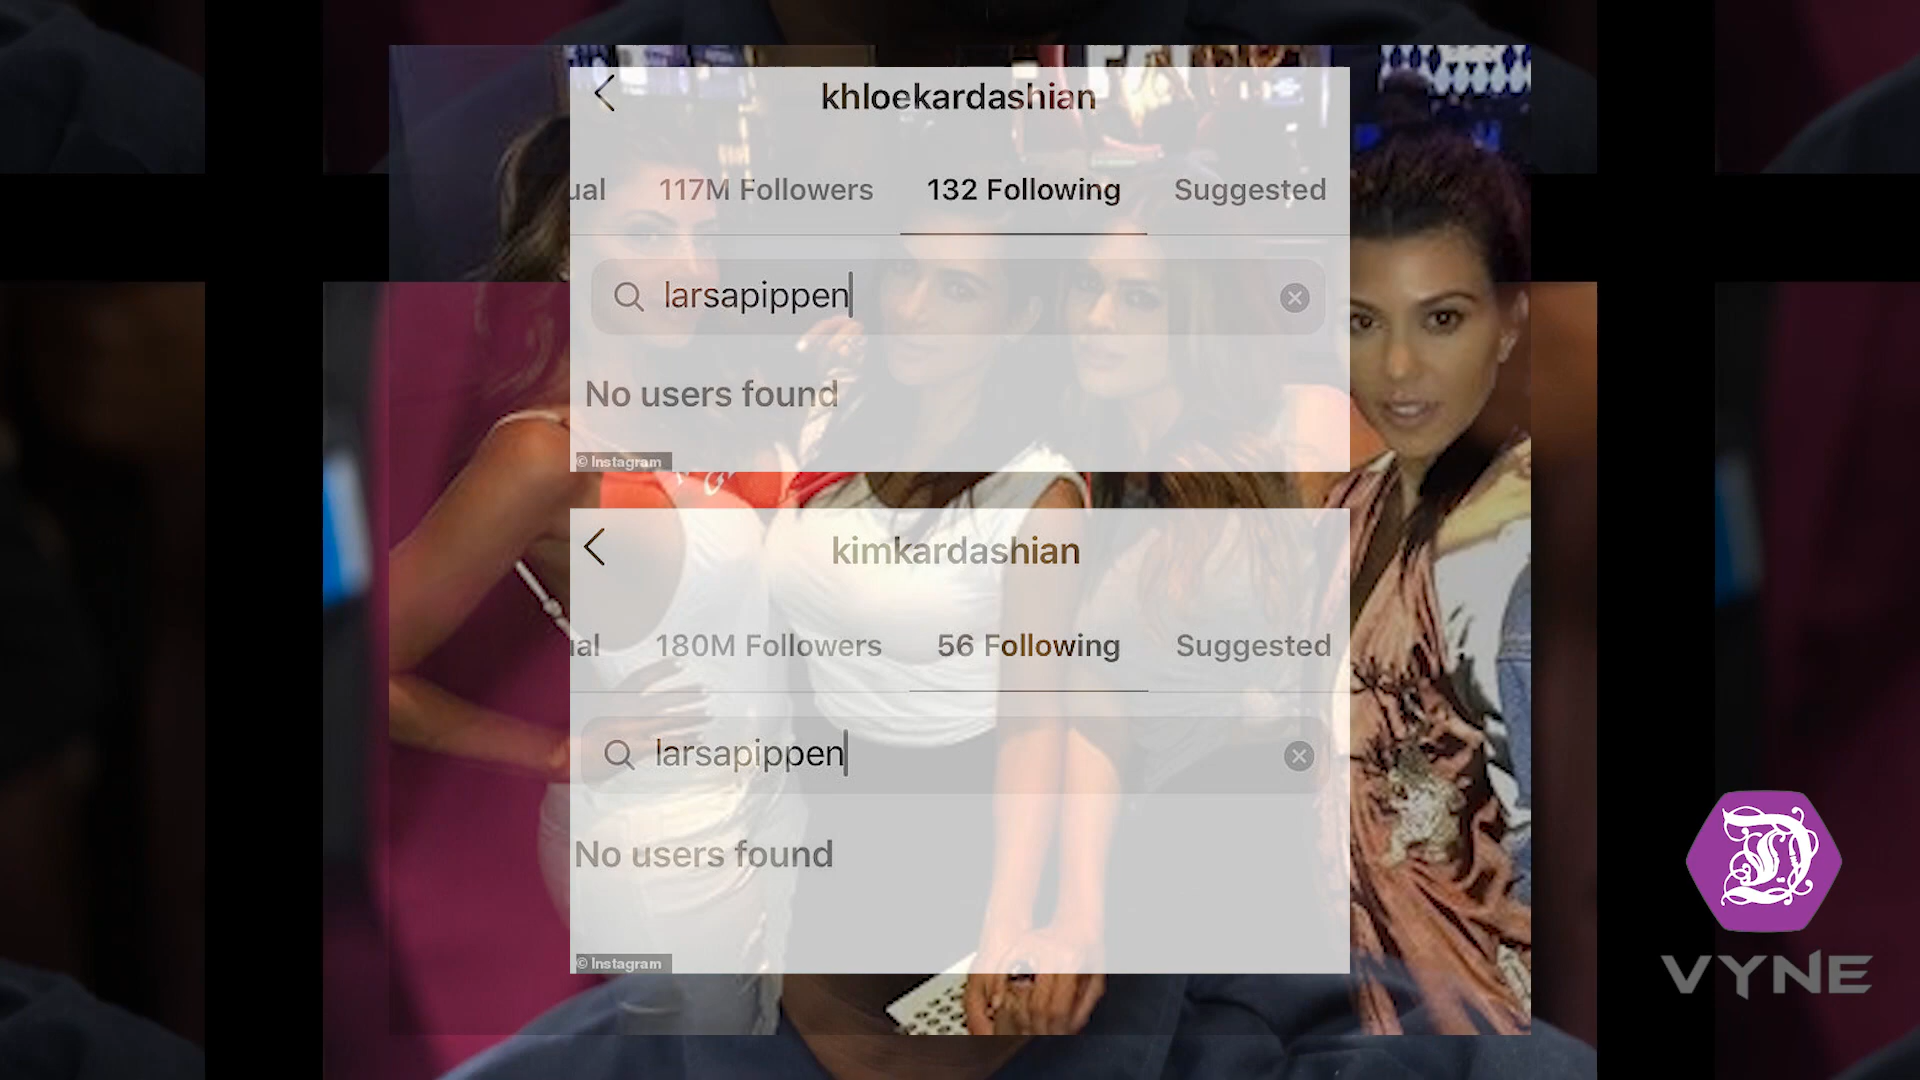 khloekardashian
ual 117M Followers 132 Following Suggested
larsapippen
No users found
© Instagram
kimkardashian
ual 180M Followers 56 Following Suggested
larsapippen
No users found
© Instagram
D
VYNE